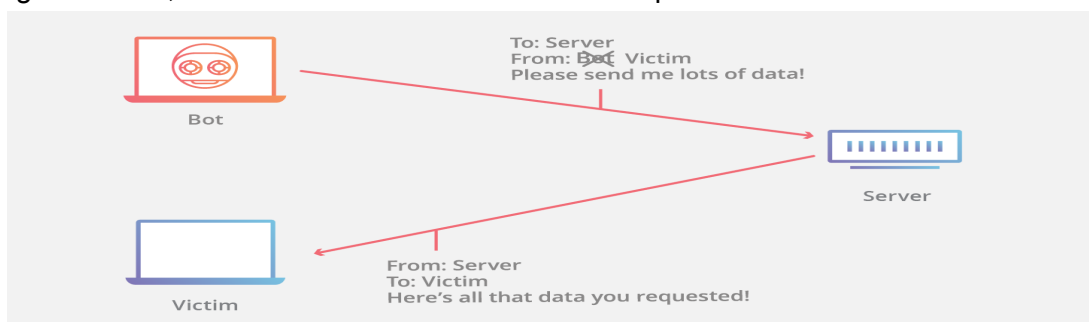 To: Server
From: Bot Victim
Please send me lots of data!
Bot
Server
From: Server
To: Victim
Here's all that data you requested!
Victim